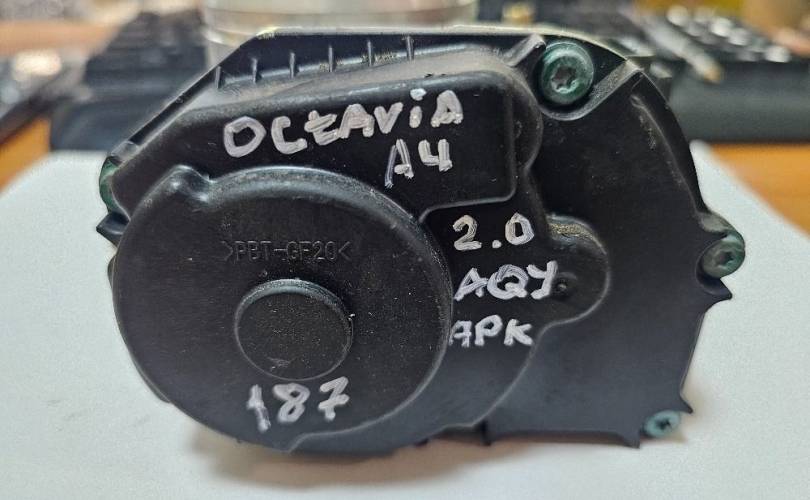 OCTAVIA
A4
2.0
>PBT-GF20<
AQY
APK
187